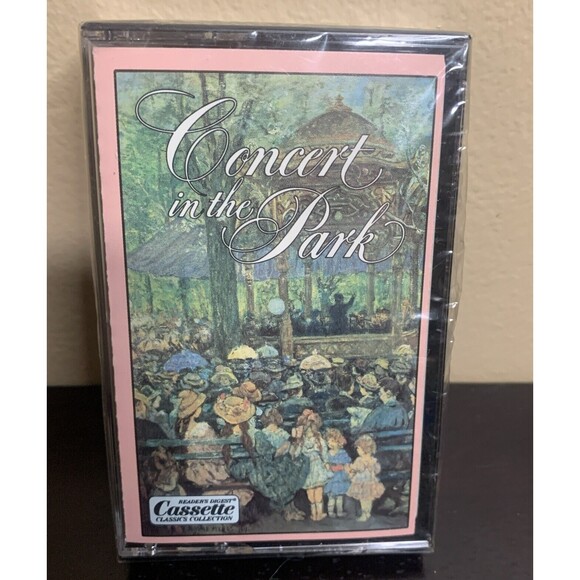 Concert
in the
Park
READER'S DIGEST
Cassette
CLASSICS COLLECTION